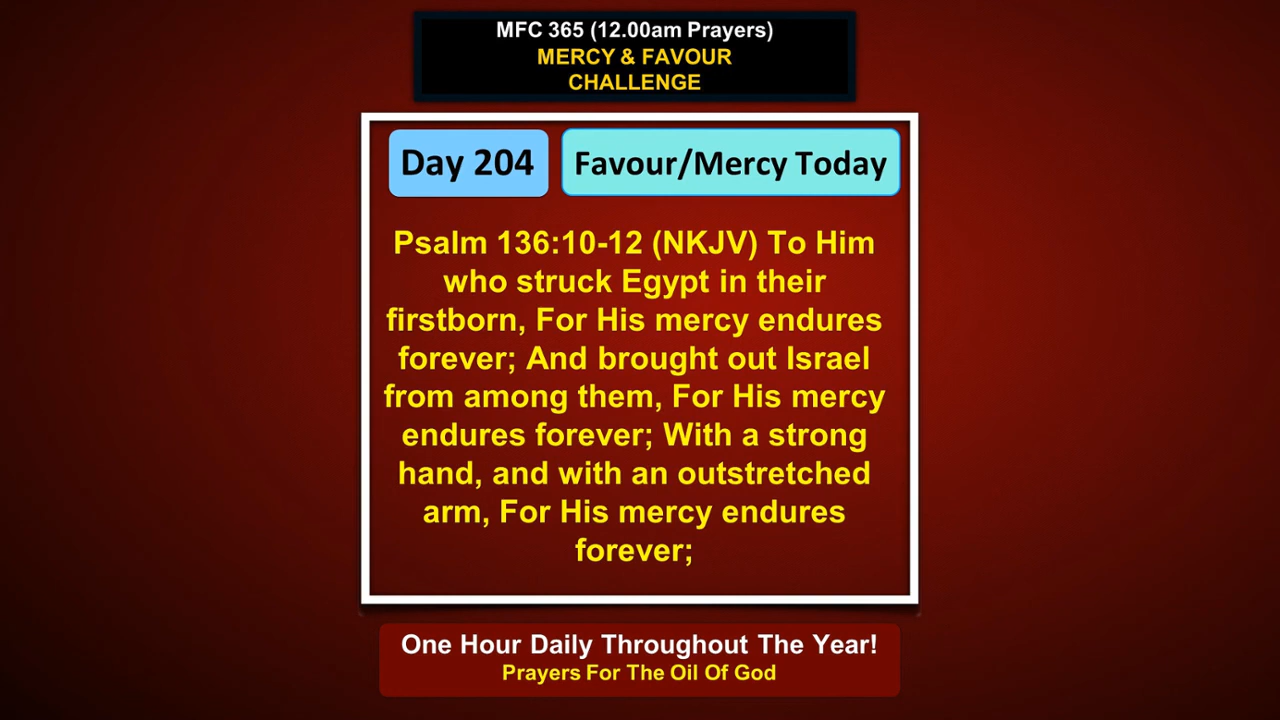 MFC 365 (12.00am Prayers)
MERCY & FAVOUR
CHALLENGE
Day 204
Favour/Mercy Today
Psalm 136:10-12 (NKJV) To Him
who struck Egypt in their
firstborn, For His mercy endures
forever; And brought out Israel
from among them, For His mercy
endures forever; With a strong
hand, and with an outstretched
arm, For His mercy endures
forever;
One Hour Daily Throughout The Year!
Prayers For The Oil Of God